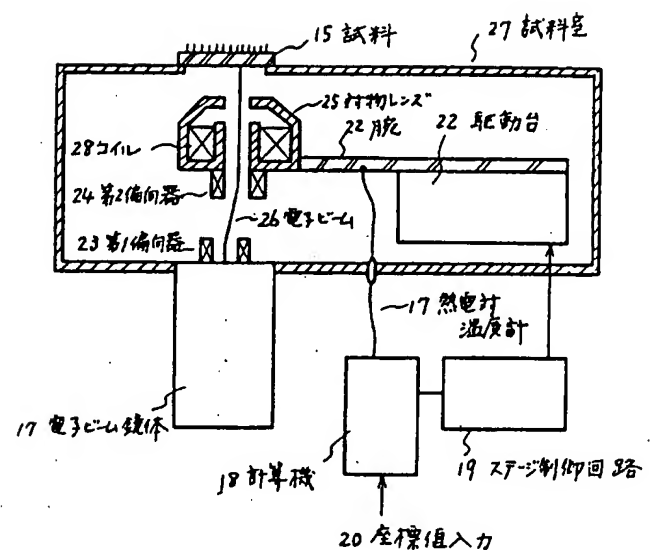 15 試料
27 試料室
25 対物レンズ
22 腕
22 駆動台
28 コイル
24 第2偏向器
26 電子ビーム
23 第1偏向器
17 熱電対
温度計
17 電子ビーム鏡体
18 計算機
19 ステージ制御回路
20 座標値入力